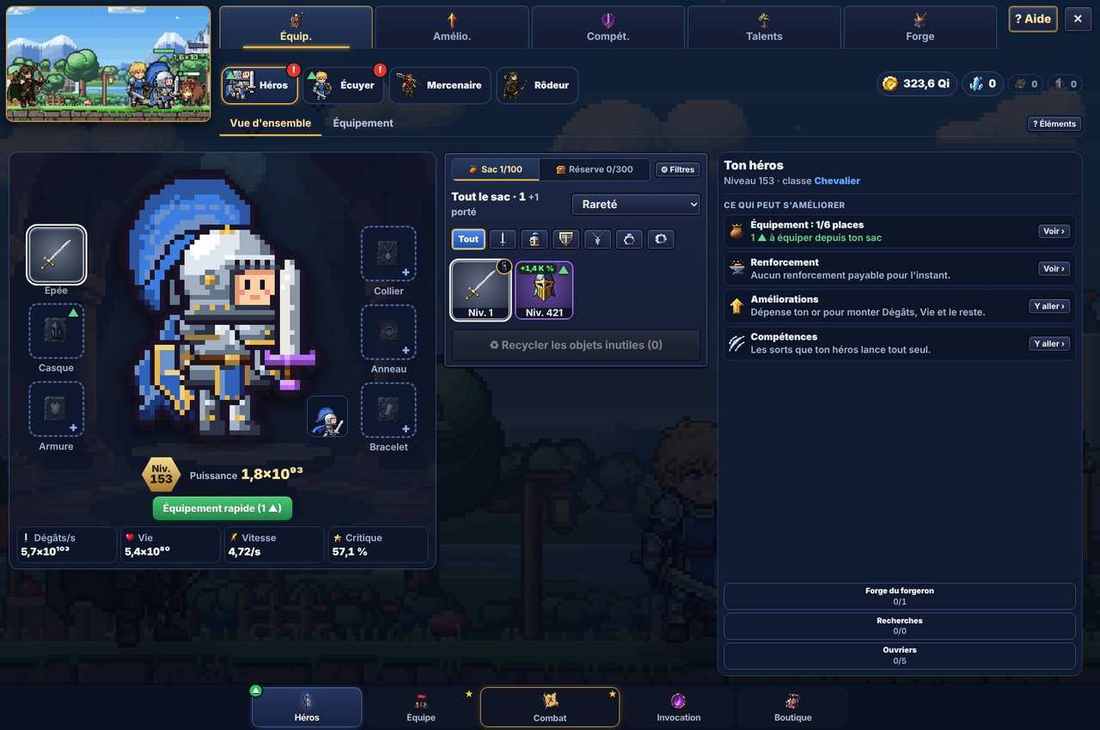 Équip.
Amélio.
Compét.
Talents
Forge
? Aide
×
Héros
!
Écuyer
!
Mercenaire
Rôdeur
323,6 Qi
0
0
0
Vue d'ensemble
Équipement
? Éléments
Épée
Casque
Armure
Collier
Anneau
Bracelet
Niv.
153
Puissance 1,8×10⁹³
Équipement rapide (1 ▲)
Dégâts/s
5,7×10¹⁰³
Vie
5,4×10⁸⁰
Vitesse
4,72/s
Critique
57,1 %
Sac 1/100
Réserve 0/300
Filtres
Tout le sac · 1 +1
porté
Rareté
Tout
Niv. 1
+1,4 K %
Niv. 421
Recycler les objets inutiles (0)
Ton héros
Niveau 153 · classe Chevalier
CE QUI PEUT S'AMÉLIORER
Équipement : 1/6 places
1 ▲ à équiper depuis ton sac
Voir ›
Renforcement
Aucun renforcement payable pour l'instant.
Voir ›
Améliorations
Dépense ton or pour monter Dégâts, Vie et le reste.
Y aller ›
Compétences
Les sorts que ton héros lance tout seul.
Y aller ›
Forge du forgeron
0/1
Recherches
0/0
Ouvriers
0/5
Héros
Équipe
Combat
Invocation
Boutique